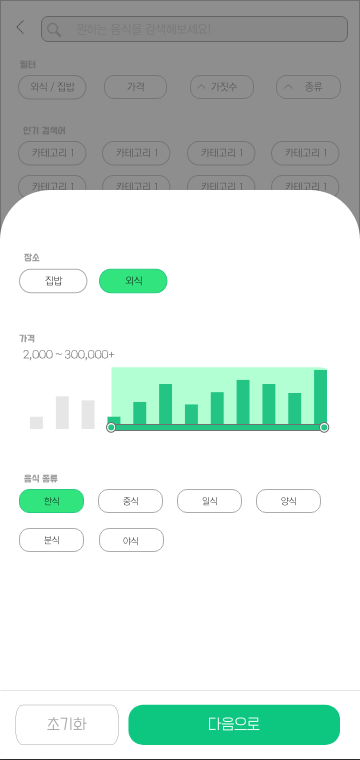 원하는 음식을 검색해보세요!
필터
외식 / 집밥 가격 가짓수 종류
인기 검색어
카테고리 1 카테고리 1 카테고리 1 카테고리 1
카테고리 1 카테고리 1 카테고리 1 카테고리 1
장소
집밥 외식
가격
2,000 ~ 300,000+
음식 종류
한식 중식 일식 양식
분식 야식
초기화 다음으로